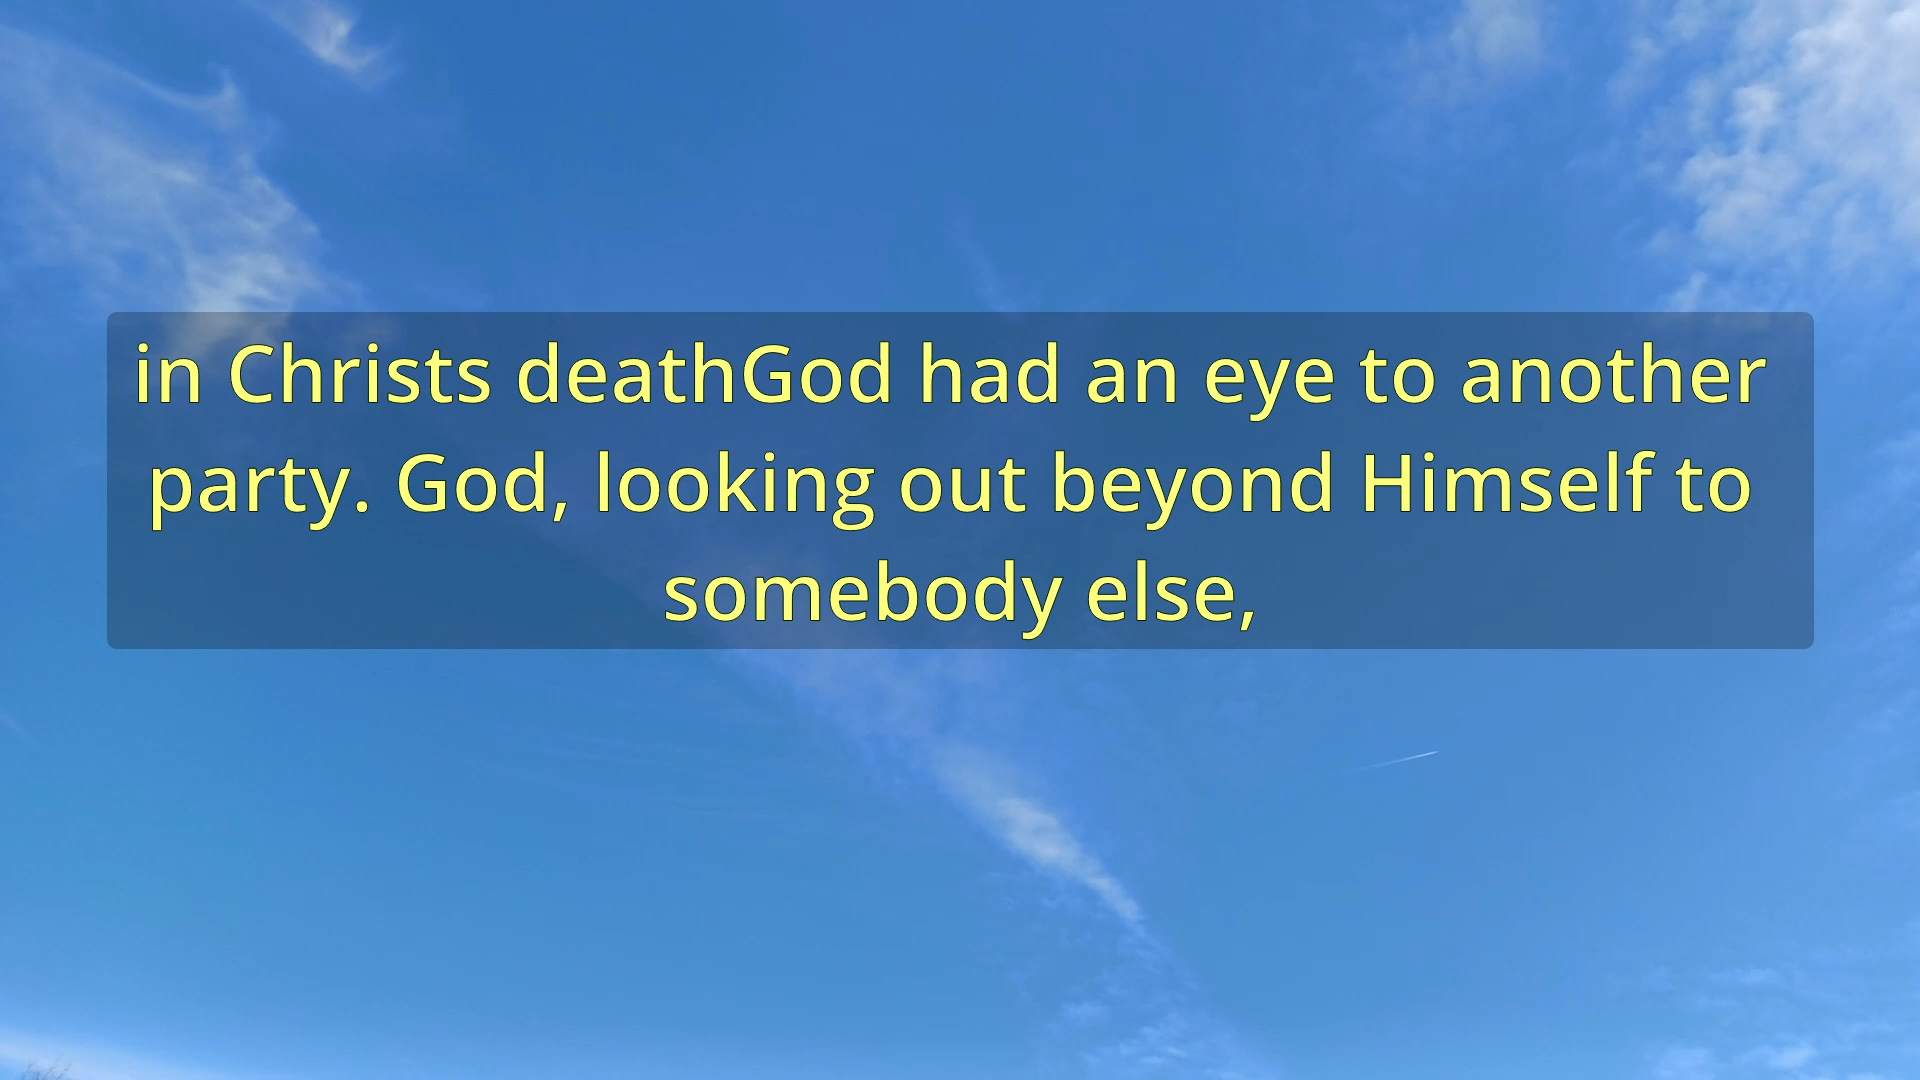 in Christs deathGod had an eye to another
party. God, looking out beyond Himself to
somebody else,